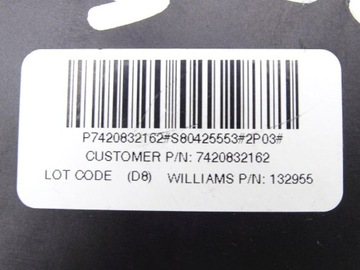 P7420832162#S80425553#2P03#
CUSTOMER P/N: 7420832162
LOT CODE (D8) WILLIAMS P/N: 132955